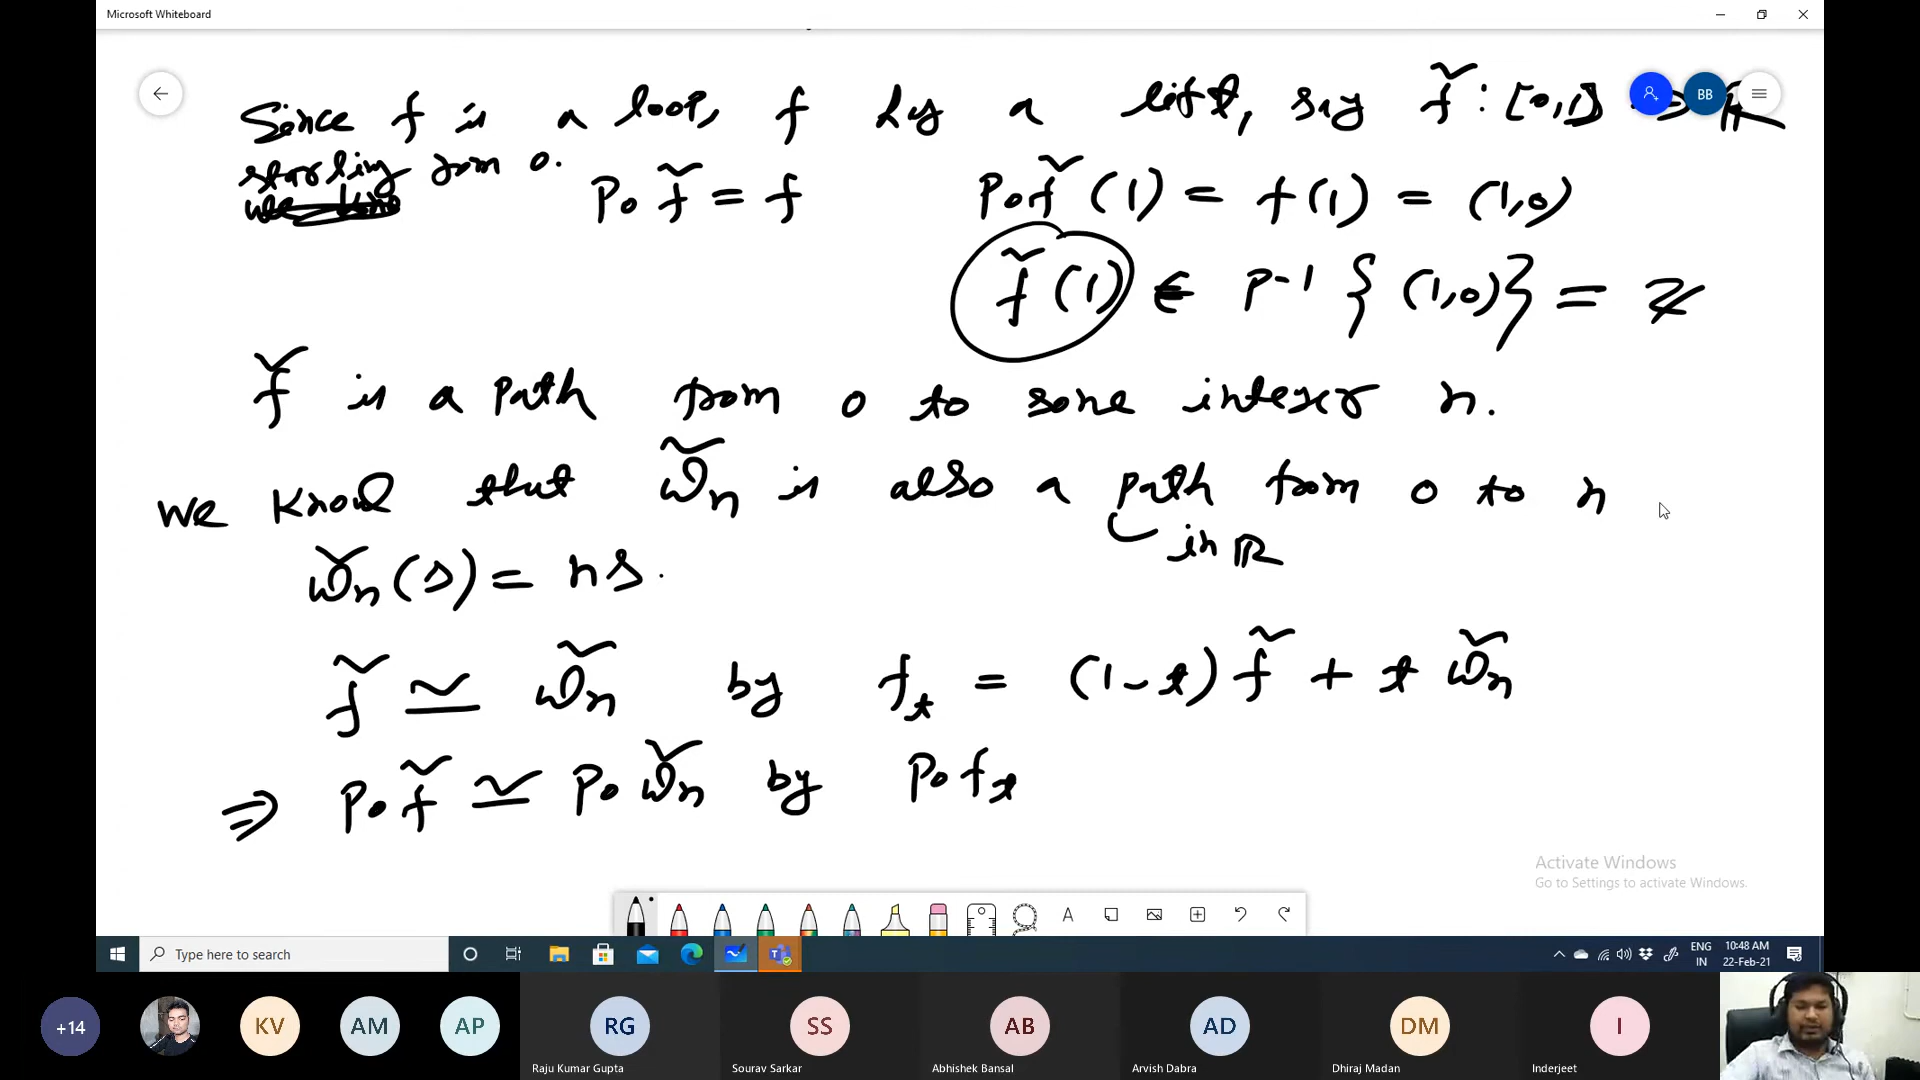 Microsoft Whiteboard
Since f is a loop, f has a lift, say f̃ : [0,1] → ℝ
BB
starting from 0.
p∘f̃ = f
p∘f̃(1) = f(1) = (1,0)
f̃(1) ∈ p⁻¹{(1,0)} = ℤ
f̃ is a path from 0 to some integer n.
We know that ω̃n is also a path from 0 to n
in ℝ
ω̃n(s) = ns.
f̃ ≃ ω̃n by f_t = (1-t)f̃ + t ω̃n
⇒ p∘f̃ ≃ p∘ω̃n by p∘f_t
Activate Windows
Go to Settings to activate Windows.
A
Type here to search
ENG
IN
10:48 AM
22-Feb-21
+14
KV
AM
AP
RG
SS
AB
AD
DM
I
Raju Kumar Gupta
Sourav Sarkar
Abhishek Bansal
Arvish Dabra
Dhiraj Madan
Inderjeet